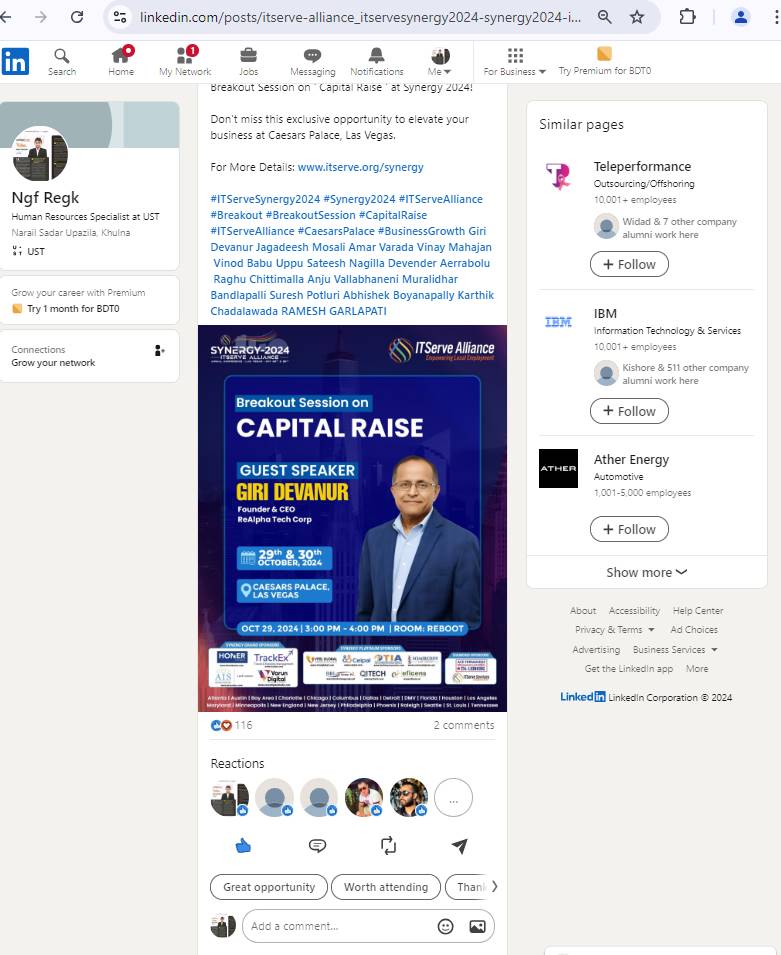 linkedin.com/posts/itserve-alliance_itservesynergy2024-synergy2024-i...
in
Search
Home
1
My Network
Jobs
Messaging
Notifications
Me
For Business
Try Premium for BDT0
Ngf Regk
Human Resources Specialist at UST
Narail Sadar Upazila, Khulna
UST
Grow your career with Premium
Try 1 month for BDT0
Connections
Grow your network
Breakout Session on "Capital Raise" at Synergy 2024!
Don't miss this exclusive opportunity to elevate your
business at Caesars Palace, Las Vegas.
For More Details: www.itserve.org/synergy
#ITServeSynergy2024 #Synergy2024 #ITServeAlliance
#Breakout #BreakoutSession #CapitalRaise
#ITServeAlliance #CaesarsPalace #BusinessGrowth Giri
Devanur Jagadeesh Mosali Amar Varada Vinay Mahajan
Vinod Babu Uppu Sateesh Nagilla Devender Aerrabolu
Raghu Chittimalla Anju Vallabhaneni Muralidhar
Bandlapalli Suresh Potluri Abhishek Boyanapally Karthik
Chadalawada RAMESH GARLAPATI
SYNERGY-2024
ITSERVE ALLIANCE
ITServe Alliance
Empowering Local Employment
Breakout Session on
CAPITAL RAISE
GUEST SPEAKER
GIRI DEVANUR
Founder & CEO
ReAlpha Tech Corp
29th & 30th
OCTOBER, 2024
CAESARS PALACE,
LAS VEGAS
OCT 29, 2024 | 3:00 PM - 4:00 PM | ROOM: REBOOT
SYNERGY GRAND SPONSORS
HONER
TrackEx
AIS
Varun
Digital
SYNERGY PLATINUM SPONSORS
Ceipal
TIA
QIITECH
Atlanta | Austin | Bay Area | Charlotte | Chicago | Columbus | Dallas | Detroit | DMV | Florida | Houston | Los Angeles
Maryland | Minneapolis | New England | New Jersey | Philadelphia | Phoenix | Raleigh | Seattle | St. Louis | Tennessee
116
2 comments
Reactions
...
Great opportunity
Worth attending
Thank
Add a comment...
Similar pages
Teleperformance
Outsourcing/Offshoring
10,001+ employees
Widad & 7 other company
alumni work here
+ Follow
IBM
IBM
Information Technology & Services
10,001+ employees
Kishore & 511 other company
alumni work here
+ Follow
ATHER
Ather Energy
Automotive
1,001-5,000 employees
+ Follow
Show more
About Accessibility Help Center
Privacy & Terms Ad Choices
Advertising Business Services
Get the LinkedIn app More
LinkedIn LinkedIn Corporation © 2024